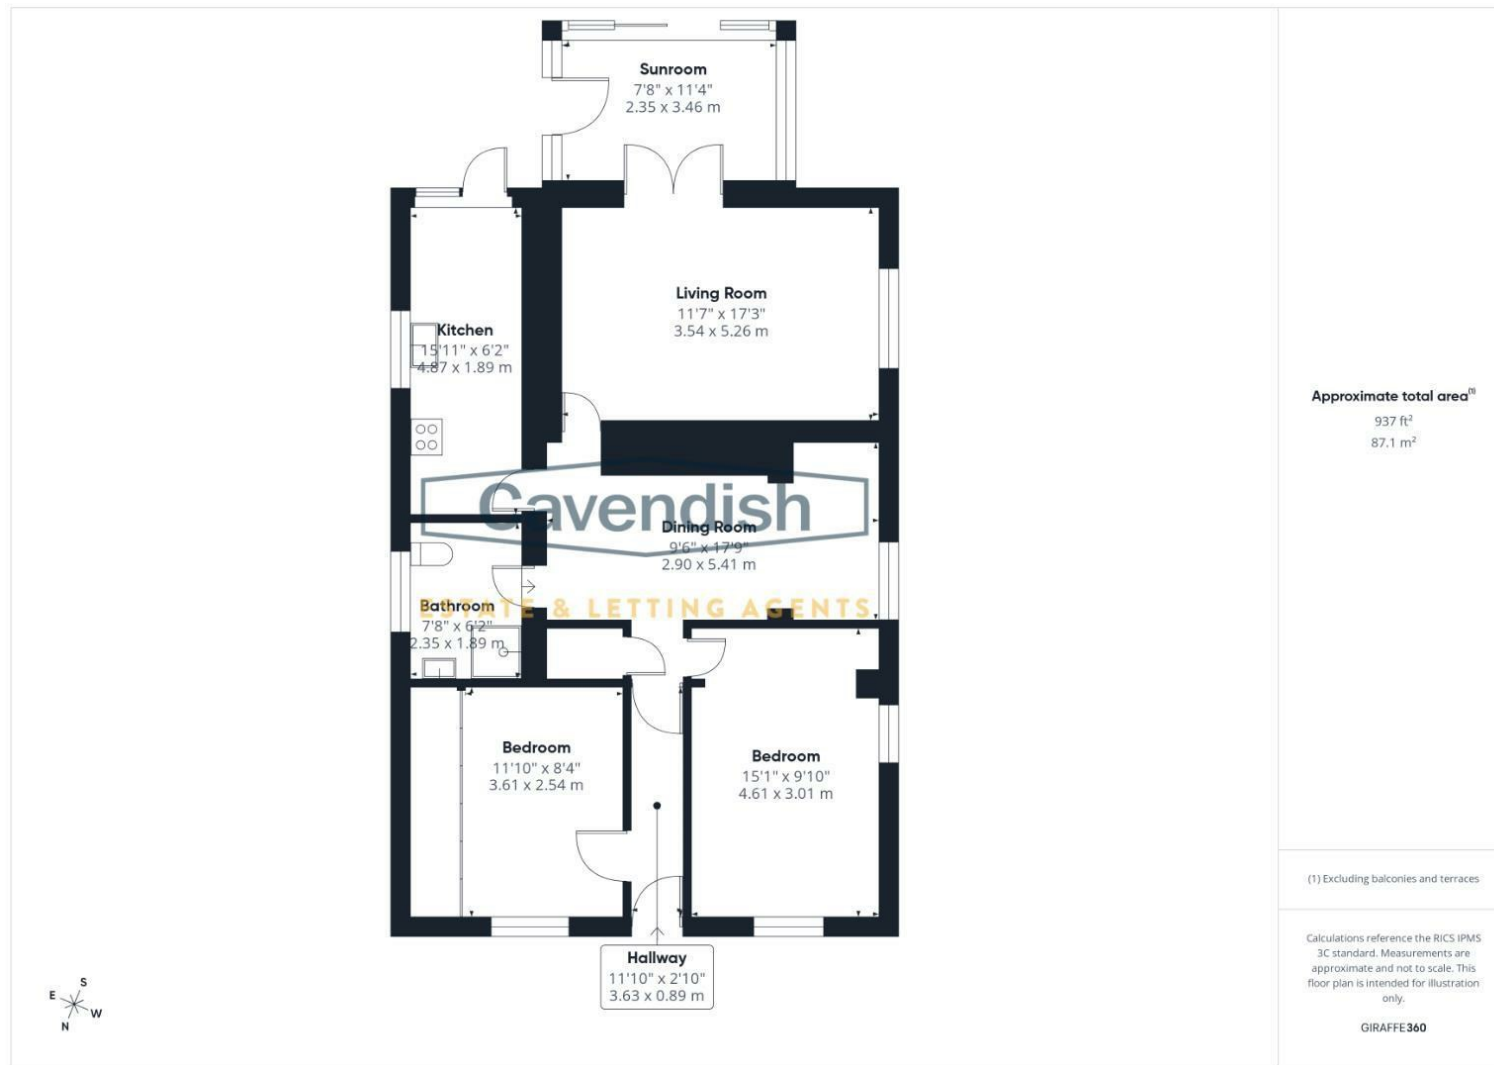 Sunroom
7'8" x 11'4"
2.35 x 3.46 m
Living Room
11'7" x 17'3"
3.54 x 5.26 m
Kitchen
15'11" x 6'2"
4.87 x 1.89 m
Approximate total area(1)
937 ft²
87.1 m²
Cavendish
ESTATE & LETTING AGENTS
Dining Room
9'6" x 17'9"
2.90 x 5.41 m
Bathroom
7'8" x 6'2"
2.35 x 1.89 m
Bedroom
11'10" x 8'4"
3.61 x 2.54 m
Bedroom
15'1" x 9'10"
4.61 x 3.01 m
Hallway
11'10" x 2'10"
3.63 x 0.89 m
S
E
W
N
(1) Excluding balconies and terraces
Calculations reference the RICS IPMS
3C standard. Measurements are
approximate and not to scale. This
floor plan is intended for illustration
only.
GIRAFFE360